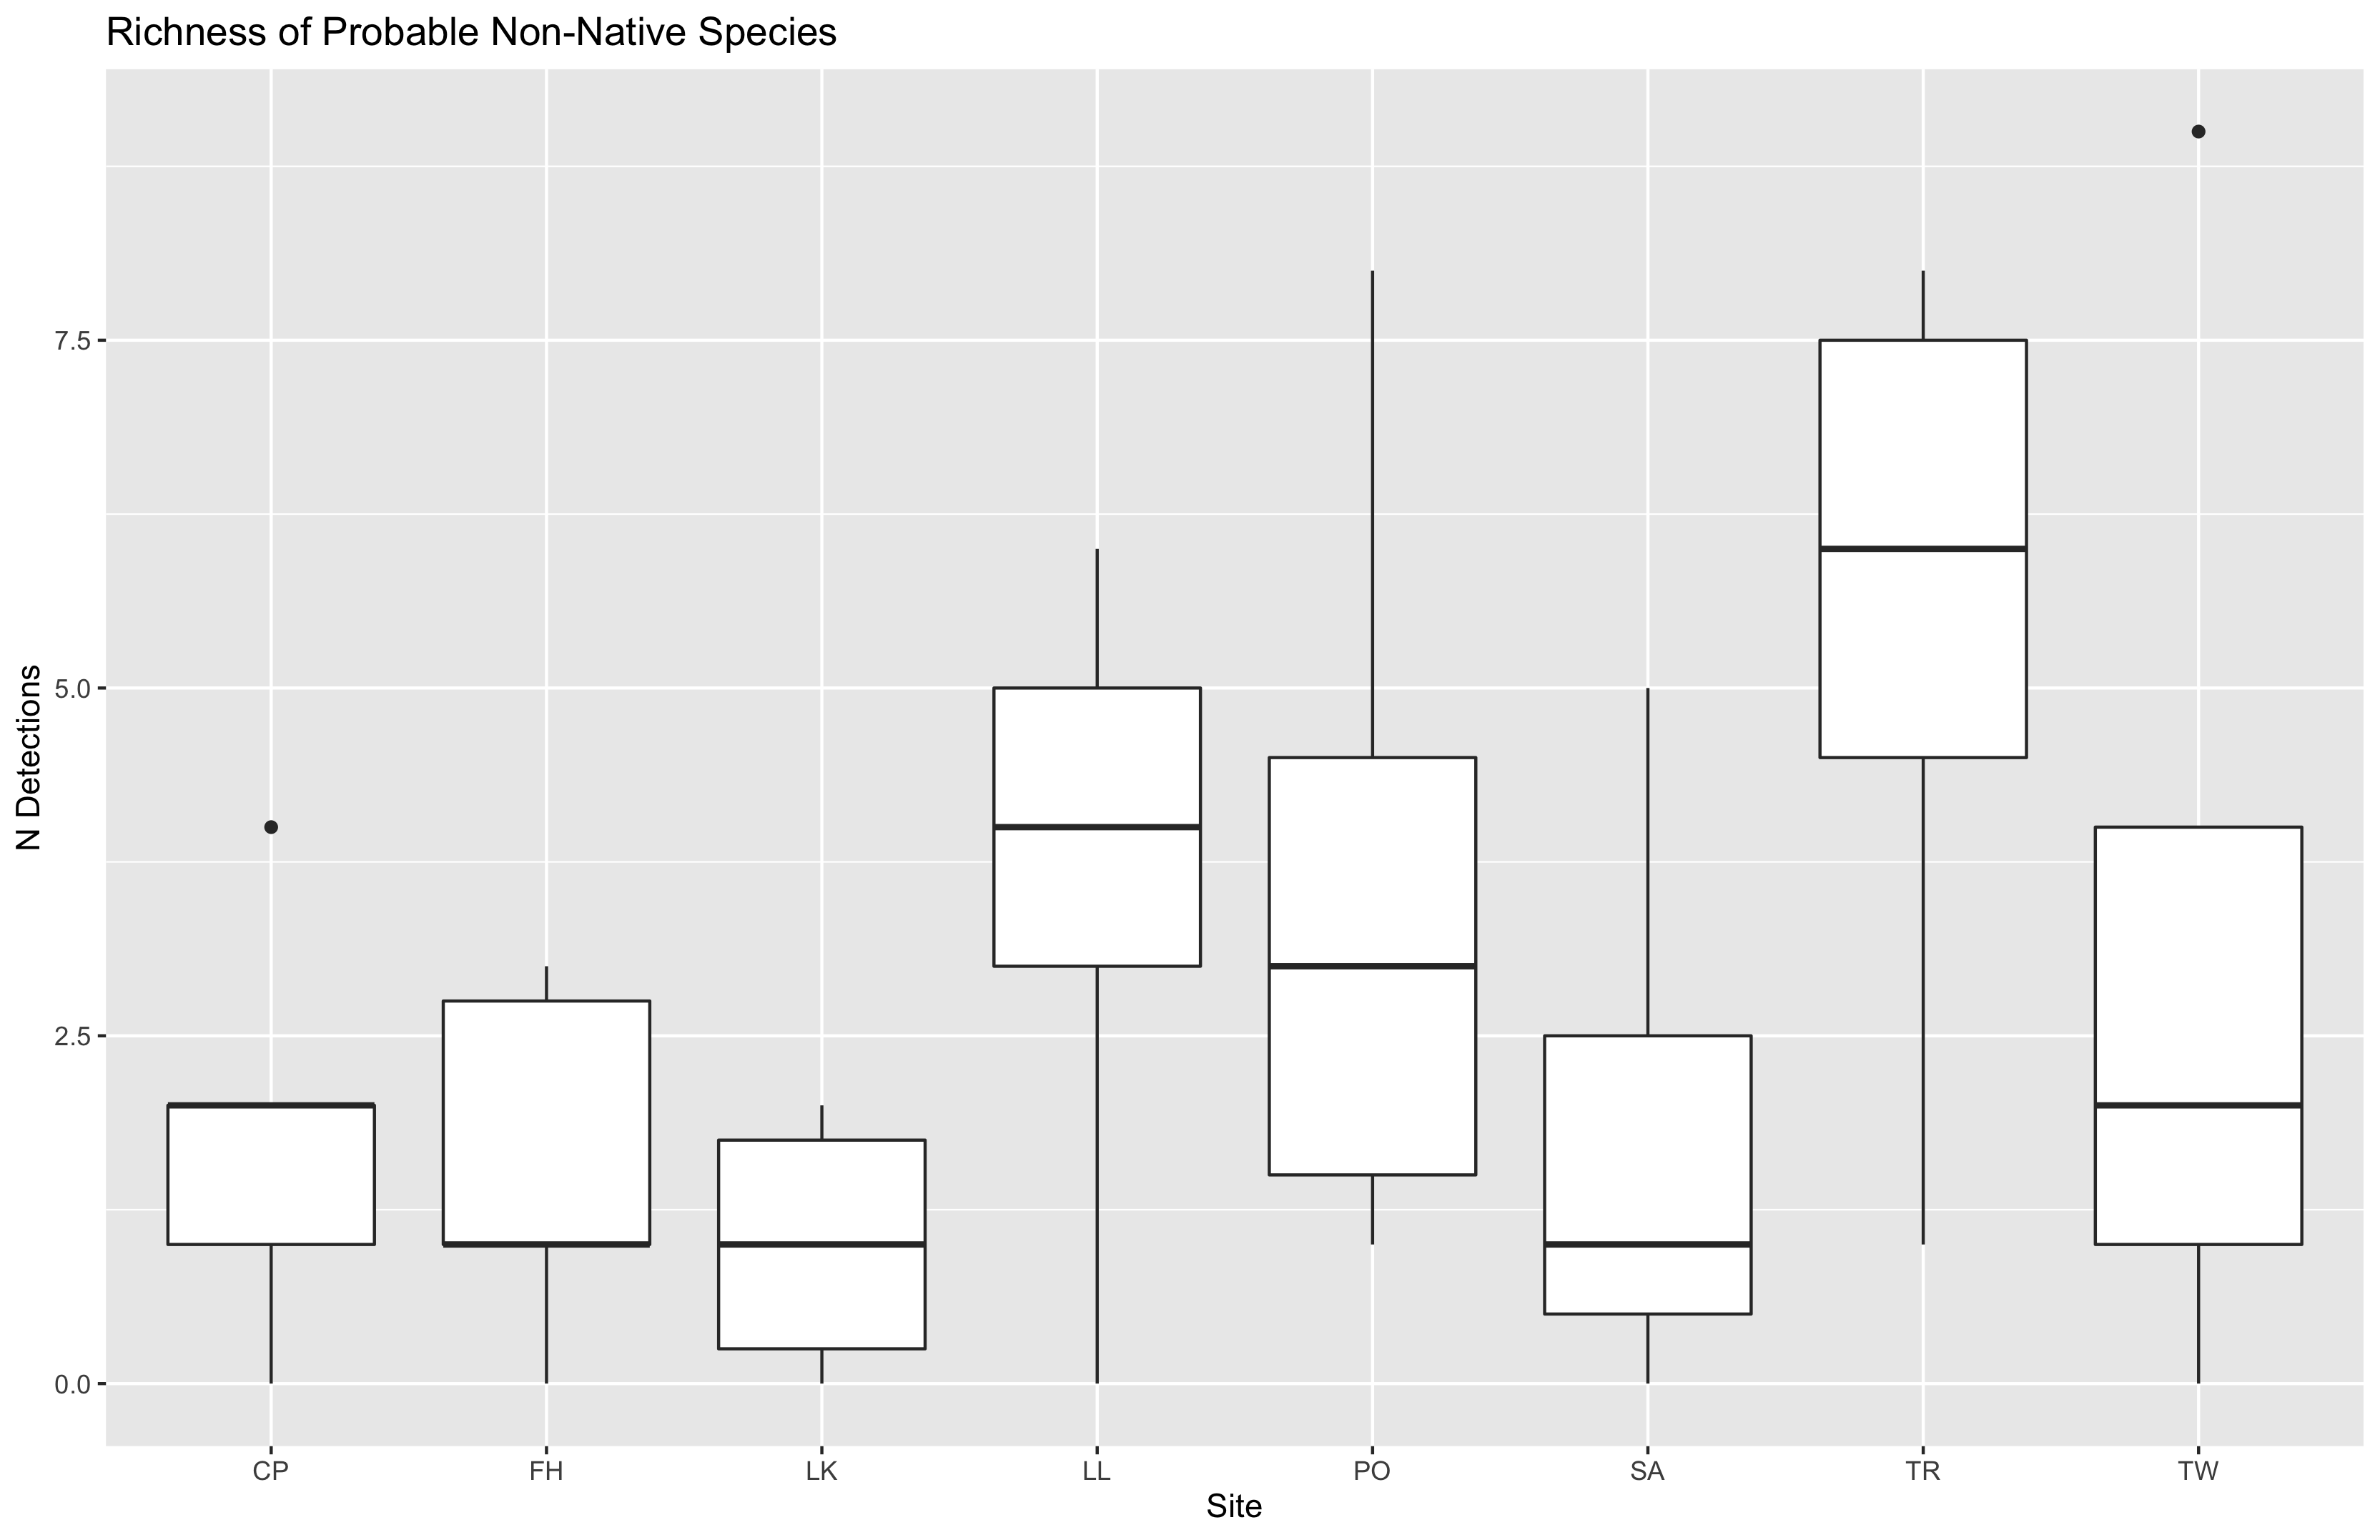 Richness of Probable Non-Native Species
N Detections
7.5
5.0
2.5
0.0
CP FH LK LL PO SA TR TW
Site